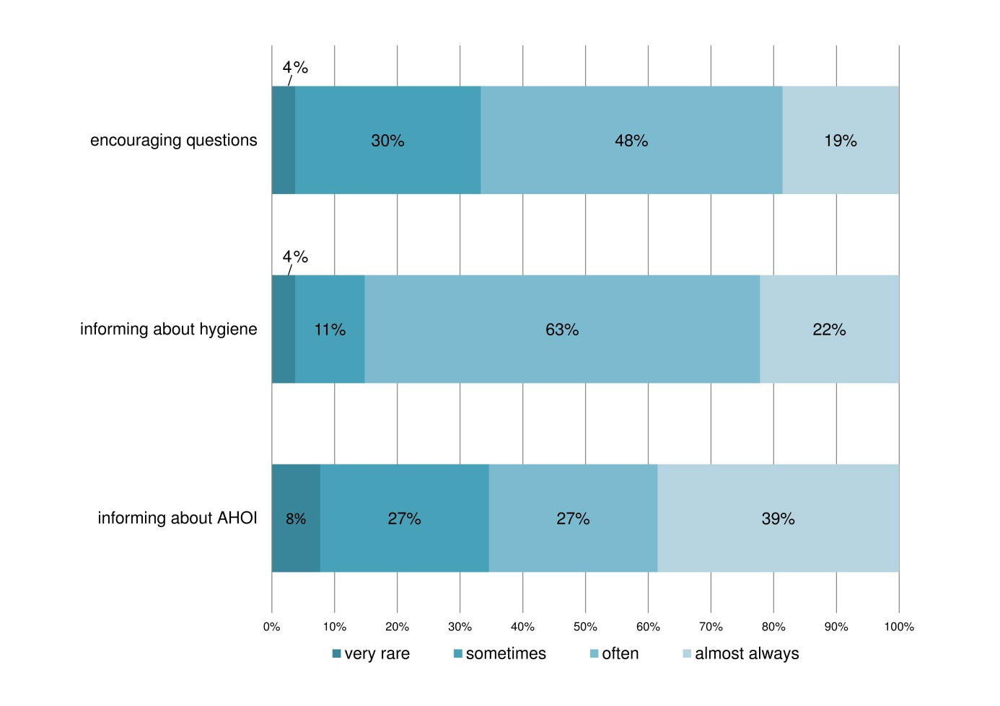 4%
encouraging questions 30% 48% 19%
4%
informing about hygiene 11% 63% 22%
informing about AHOI 8% 27% 27% 39%
0% 10% 20% 30% 40% 50% 60% 70% 80% 90% 100%
very rare sometimes often almost always